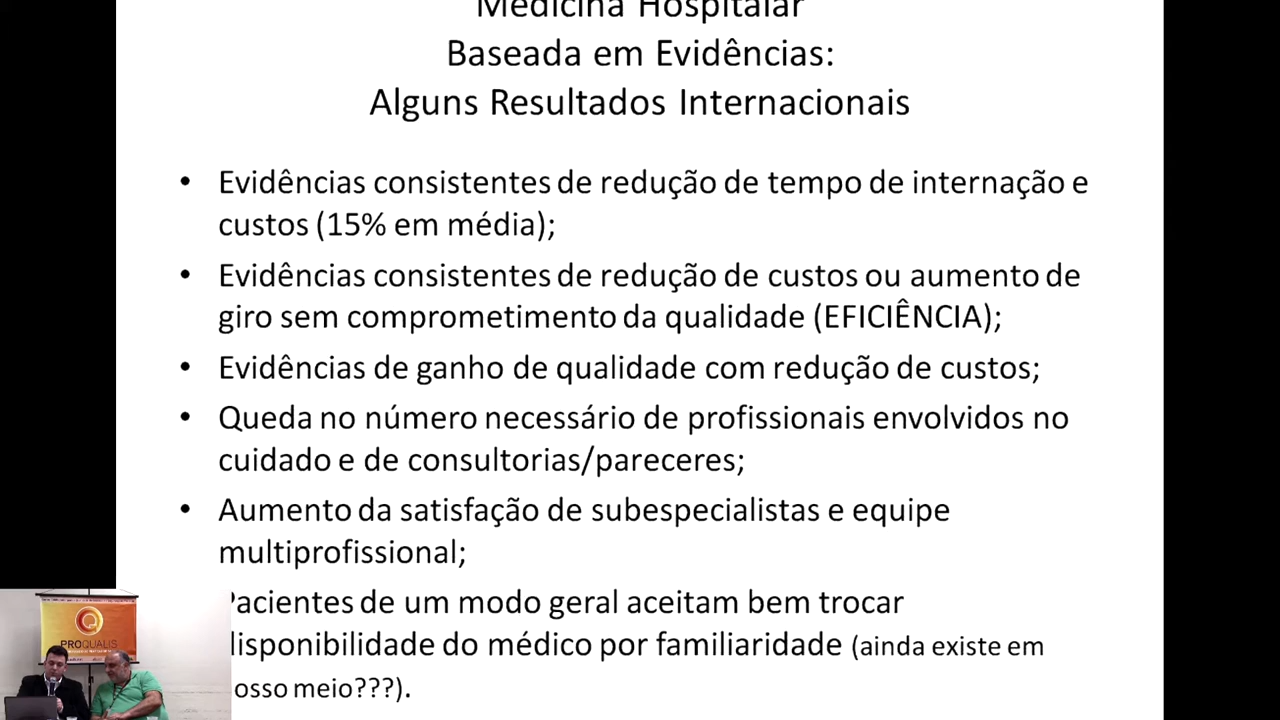 Medicina Hospitalar
Baseada em Evidências:
Alguns Resultados Internacionais
• Evidências consistentes de redução de tempo de internação e
custos (15% em média);
• Evidências consistentes de redução de custos ou aumento de
giro sem comprometimento da qualidade (EFICIÊNCIA);
• Evidências de ganho de qualidade com redução de custos;
• Queda no número necessário de profissionais envolvidos no
cuidado e de consultorias/pareceres;
• Aumento da satisfação de subespecialistas e equipe
multiprofissional;
Pacientes de um modo geral aceitam bem trocar
disponibilidade do médico por familiaridade (ainda existe em
osso meio???).
PROQUALIS